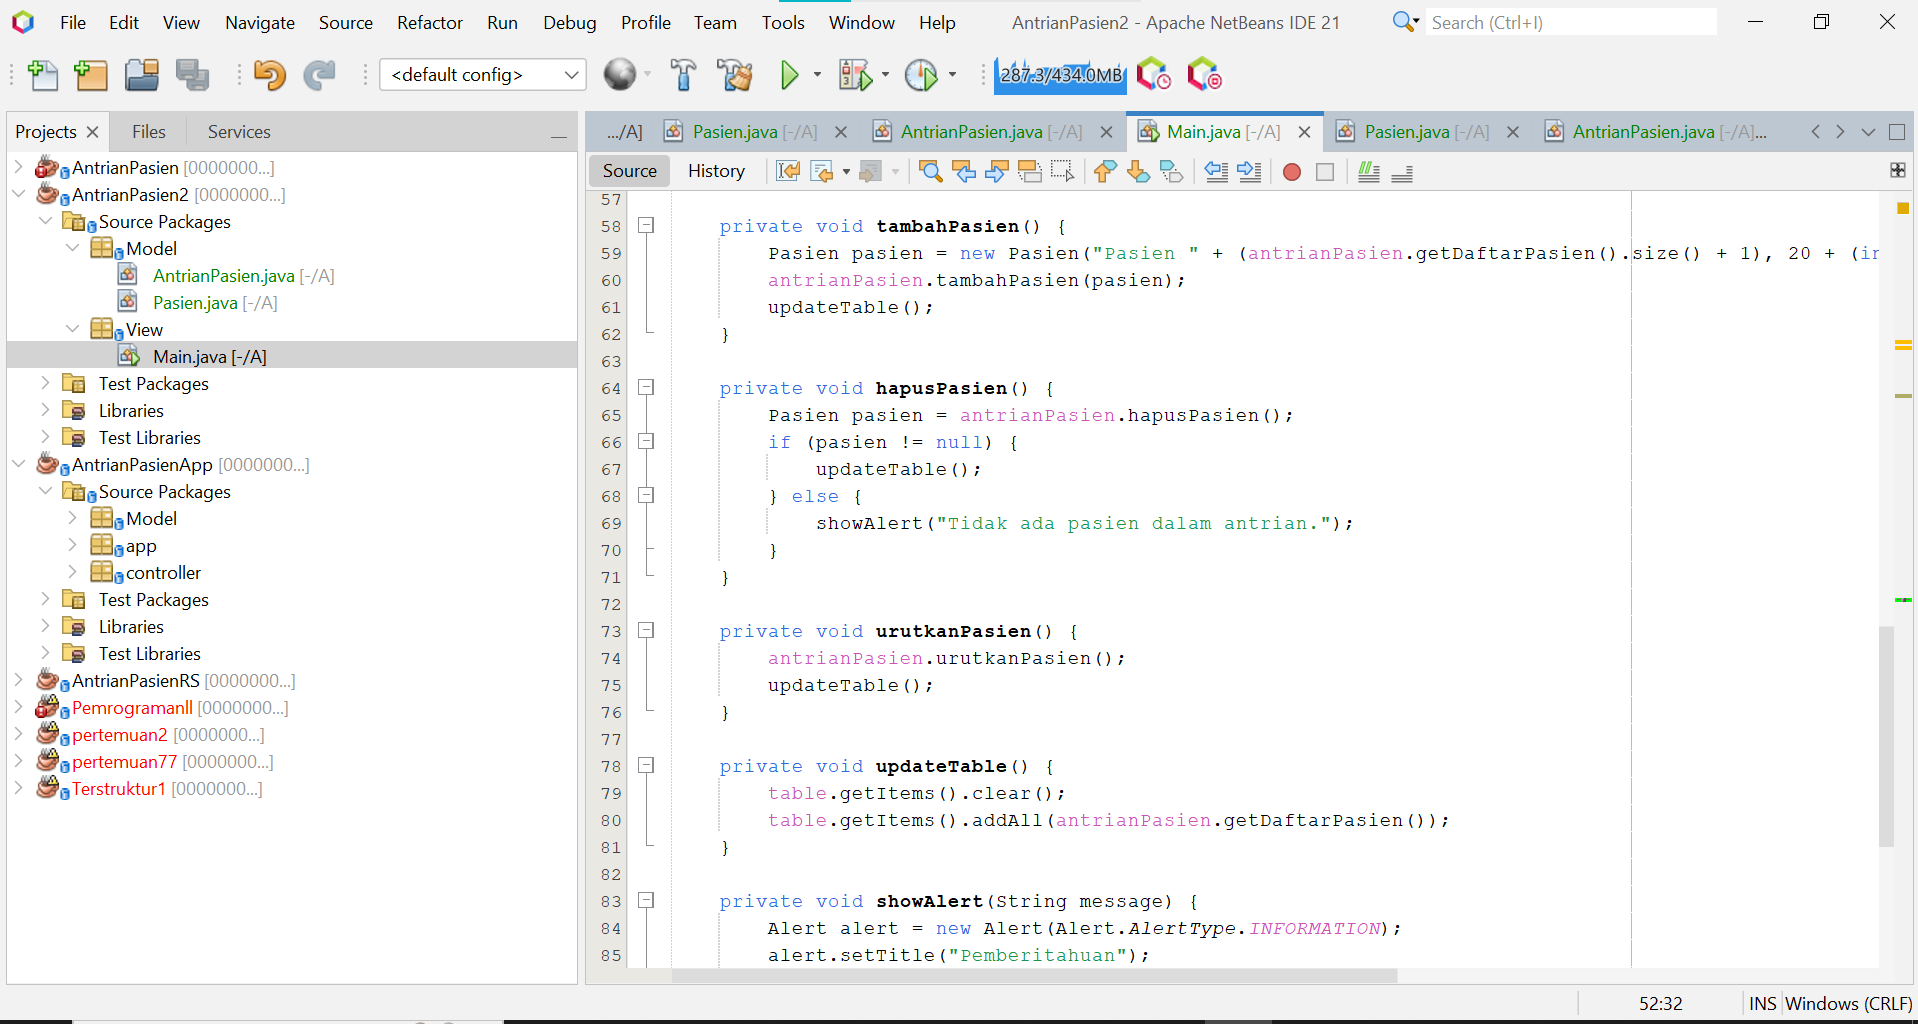 File Edit View Navigate Source Refactor Run Debug Profile Team Tools Window Help AntrianPasien2 - Apache NetBeans IDE 21 Search (Ctrl+I)
<default config> 287.3/434.0MB
Projects Files Services
AntrianPasien [0000000...]
AntrianPasien2 [0000000...]
Source Packages
Model
AntrianPasien.java [-/A]
Pasien.java [-/A]
View
Main.java [-/A]
Test Packages
Libraries
Test Libraries
AntrianPasienApp [0000000...]
Source Packages
Model
app
controller
Test Packages
Libraries
Test Libraries
AntrianPasienRS [0000000...]
PemrogramanII [0000000...]
pertemuan2 [0000000...]
pertemuan77 [0000000...]
Terstruktur1 [0000000...]
.../A] Pasien.java [-/A] AntrianPasien.java [-/A] Main.java [-/A] Pasien.java [-/A] AntrianPasien.java [-/A]...
Source History
57
58 private void tambahPasien() {
59 Pasien pasien = new Pasien("Pasien " + (antrianPasien.getDaftarPasien().size() + 1), 20 + (in
60 antrianPasien.tambahPasien(pasien);
61 updateTable();
62 }
63
64 private void hapusPasien() {
65 Pasien pasien = antrianPasien.hapusPasien();
66 if (pasien != null) {
67 updateTable();
68 } else {
69 showAlert("Tidak ada pasien dalam antrian.");
70 }
71 }
72
73 private void urutkanPasien() {
74 antrianPasien.urutkanPasien();
75 updateTable();
76 }
77
78 private void updateTable() {
79 table.getItems().clear();
80 table.getItems().addAll(antrianPasien.getDaftarPasien());
81 }
82
83 private void showAlert(String message) {
84 Alert alert = new Alert(Alert.AlertType.INFORMATION);
85 alert.setTitle("Pemberitahuan");
52:32 INS Windows (CRLF)